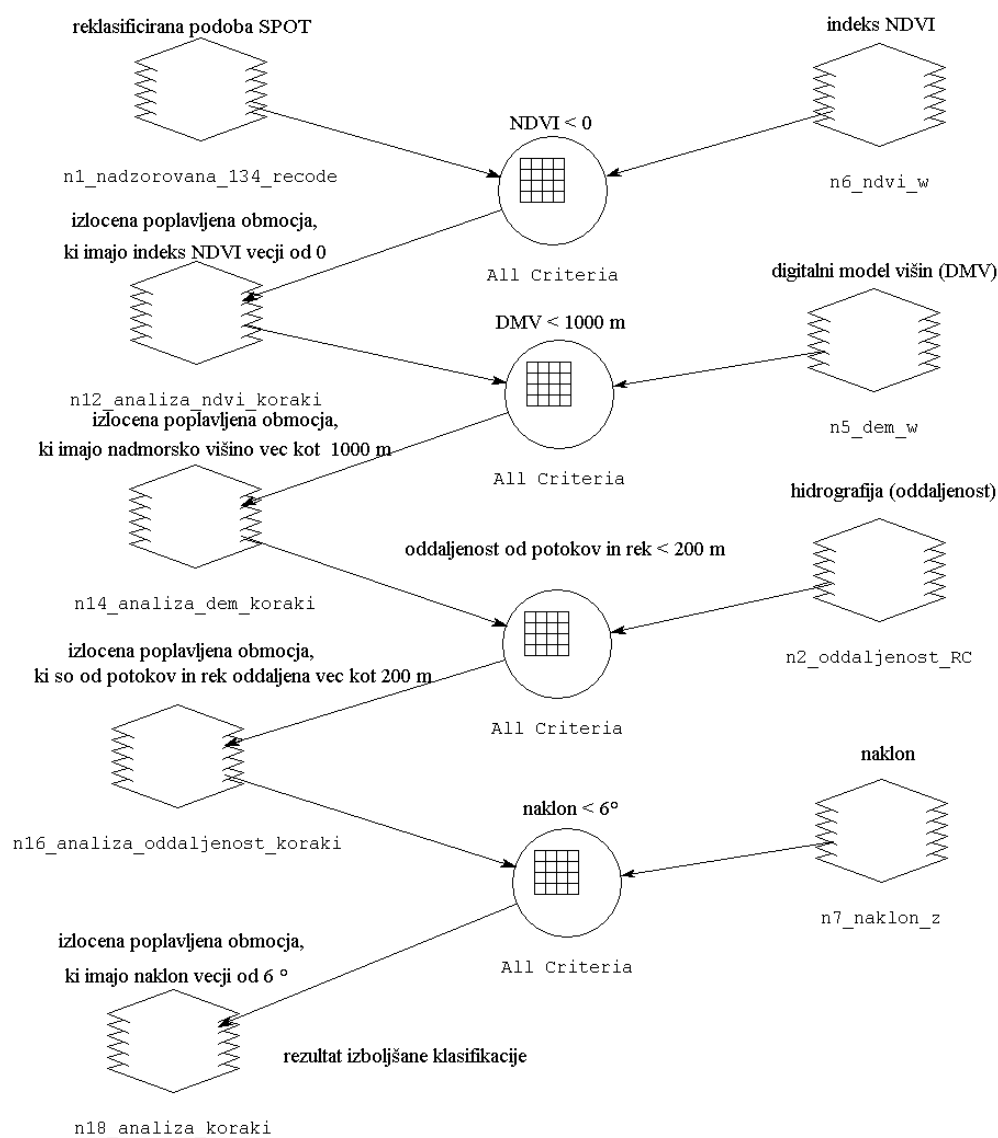 reklasificirana podoba SPOT
indeks NDVI
NDVI < 0
n1_nadzorovana_134_recode
n6_ndvi_w
izlocena poplavljena obmocja,
ki imajo indeks NDVI vecji od 0
All Criteria
digitalni model višin (DMV)
DMV < 1000 m
n12_analiza_ndvi_koraki
izlocena poplavljena obmocja,
ki imajo nadmorsko višino vec kot 1000 m
n5_dem_w
All Criteria
hidrografija (oddaljenost)
oddaljenost od potokov in rek < 200 m
n14_analiza_dem_koraki
izlocena poplavljena obmocja,
ki so od potokov in rek oddaljena vec kot 200 m
n2_oddaljenost_RC
All Criteria
naklon
naklon < 6°
n16_analiza_oddaljenost_koraki
n7_naklon_z
izlocena poplavljena obmocja,
ki imajo naklon vecji od 6 °
All Criteria
rezultat izboljšane klasifikacije
n18_analiza_koraki